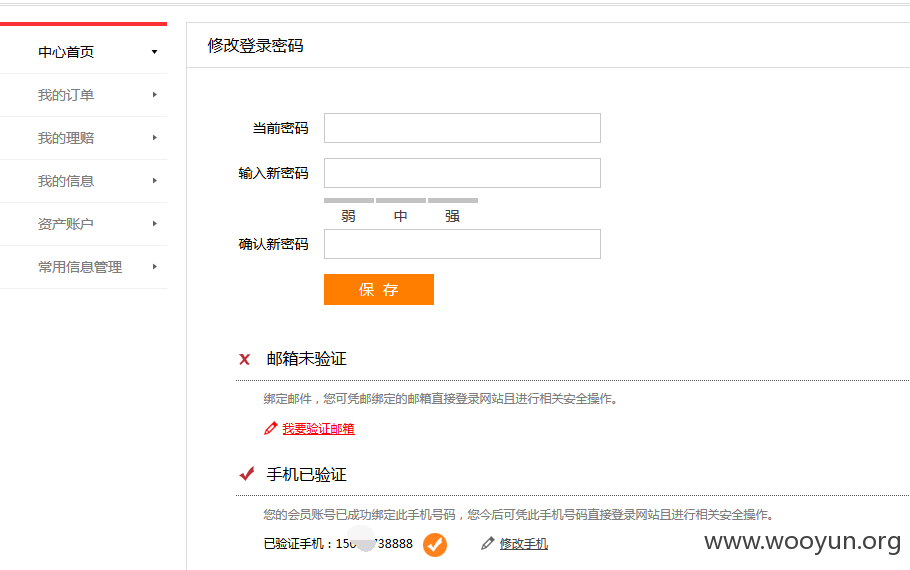 中心首页
我的订单
我的理赔
我的信息
资产账户
常用信息管理
修改登录密码
当前密码
输入新密码
弱 中 强
确认新密码
保 存
邮箱未验证
绑定邮件，您可凭邮绑定的邮箱直接登录网站且进行相关安全操作。
我要验证邮箱
手机已验证
您的会员账号已成功绑定此手机号码，您今后可凭此手机号码直接登录网站且进行相关安全操作。
已验证手机：150 738888 修改手机
www.wooyun.org